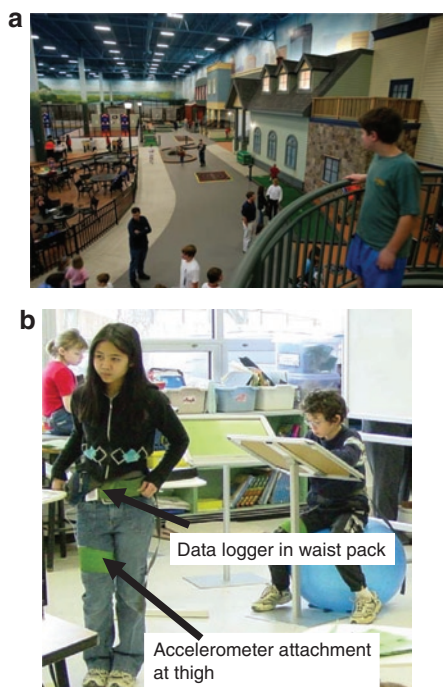 a
b
Data logger in waist pack
Accelerometer attachment
at thigh